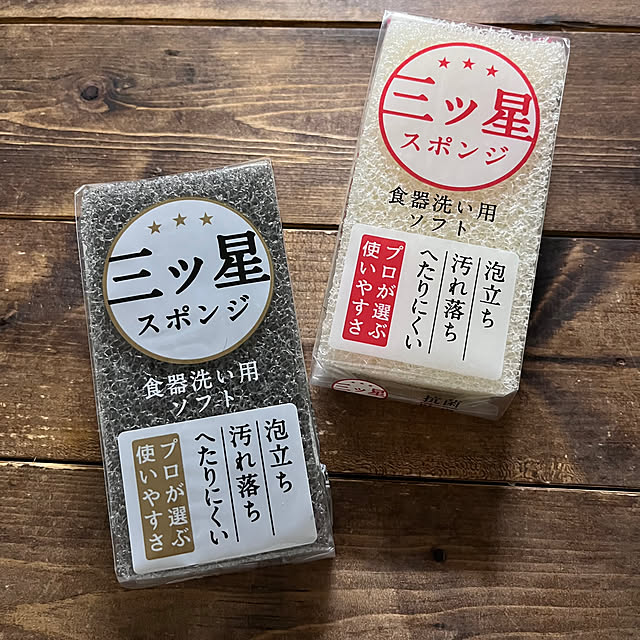 ★★★
三ッ星
スポンジ
食器洗い用
ソフト
泡立ち
汚れ落ち
へたりにくい
プロが選ぶ
使いやすさ
★★★
三ッ星
スポンジ
食器洗い用
ソフト
泡立ち
汚れ落ち
へたりにくい
プロが選ぶ
使いやすさ
三ッ星
抗菌